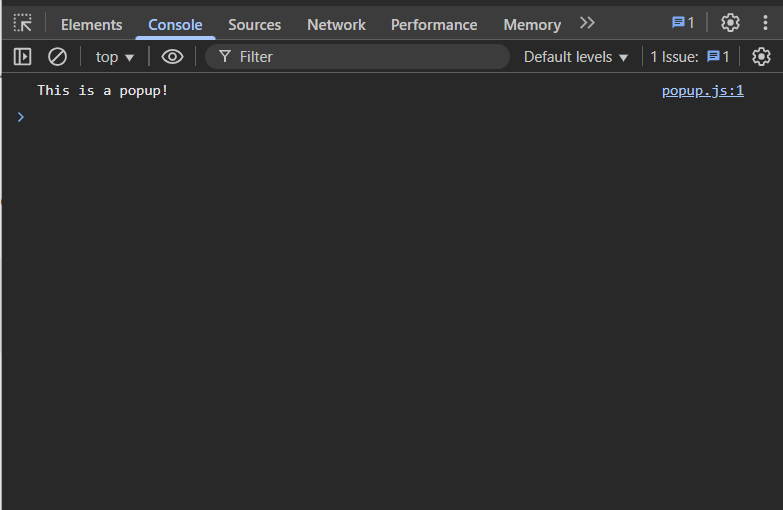 Elements Console Sources Network Performance Memory 1
top Filter Default levels 1 Issue: 1
This is a popup! popup.js:1